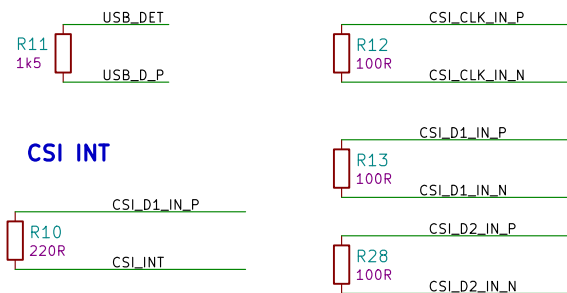 USB_DET
R11
1k5
USB_D_P
CSI INT
CSI_D1_IN_P
R10
220R
CSI_INT
CSI_CLK_IN_P
R12
100R
CSI_CLK_IN_N
CSI_D1_IN_P
R13
100R
CSI_D1_IN_N
CSI_D2_IN_P
R28
100R
CSI_D2_IN_N